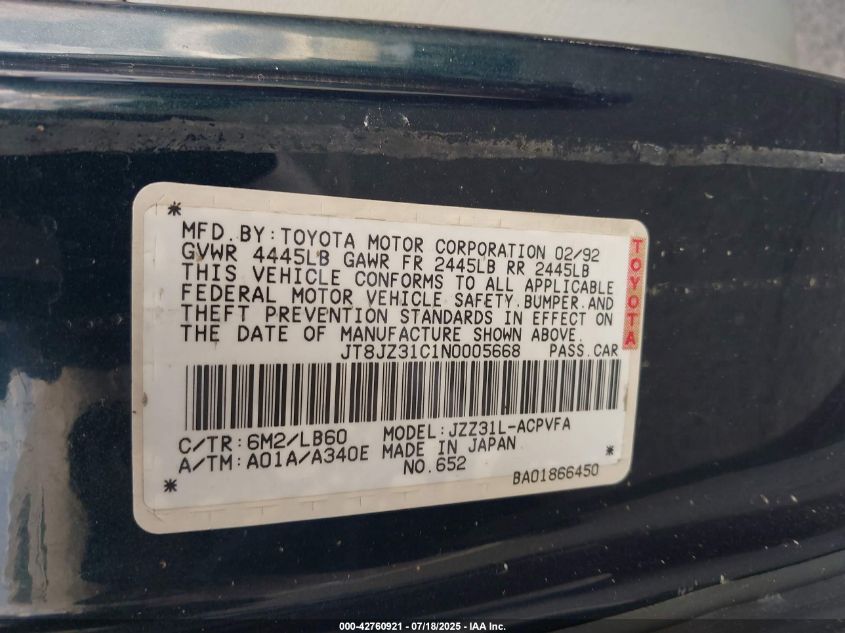 MFD. BY: TOYOTA MOTOR CORPORATION 02/92
GVWR 4445LB GAWR FR 2445LB RR 2445LB
THIS VEHICLE CONFORMS TO ALL APPLICABLE
FEDERAL MOTOR VEHICLE SAFETY, BUMPER, AND
THEFT PREVENTION STANDARDS IN EFFECT ON
THE DATE OF MANUFACTURE SHOWN ABOVE.
JT8JZ31C1N0005668 PASS. CAR
TOYOTA
C/TR: 6M2/LB60 MODEL: JZZ31L-ACPVFA
A/TM: A01A/A340E MADE IN JAPAN
NO. 652
BA01866450
000-42760921 / 07/18/2025 - IAA Inc.